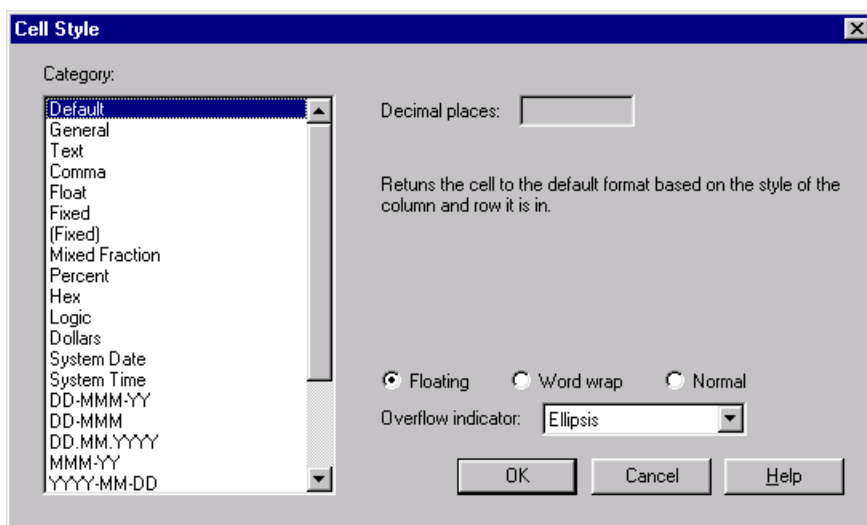 Cell Style
Category:
Default
General
Text
Comma
Float
Fixed
(Fixed)
Mixed Fraction
Percent
Hex
Logic
Dollars
System Date
System Time
DD-MMM-YY
DD-MMM
DD.MM.YYYY
MMM-YY
YYYY-MM-DD
Decimal places:
Retuns the cell to the default format based on the style of the
column and row it is in.
Floating Word wrap Normal
Overflow indicator: Ellipsis
OK Cancel Help